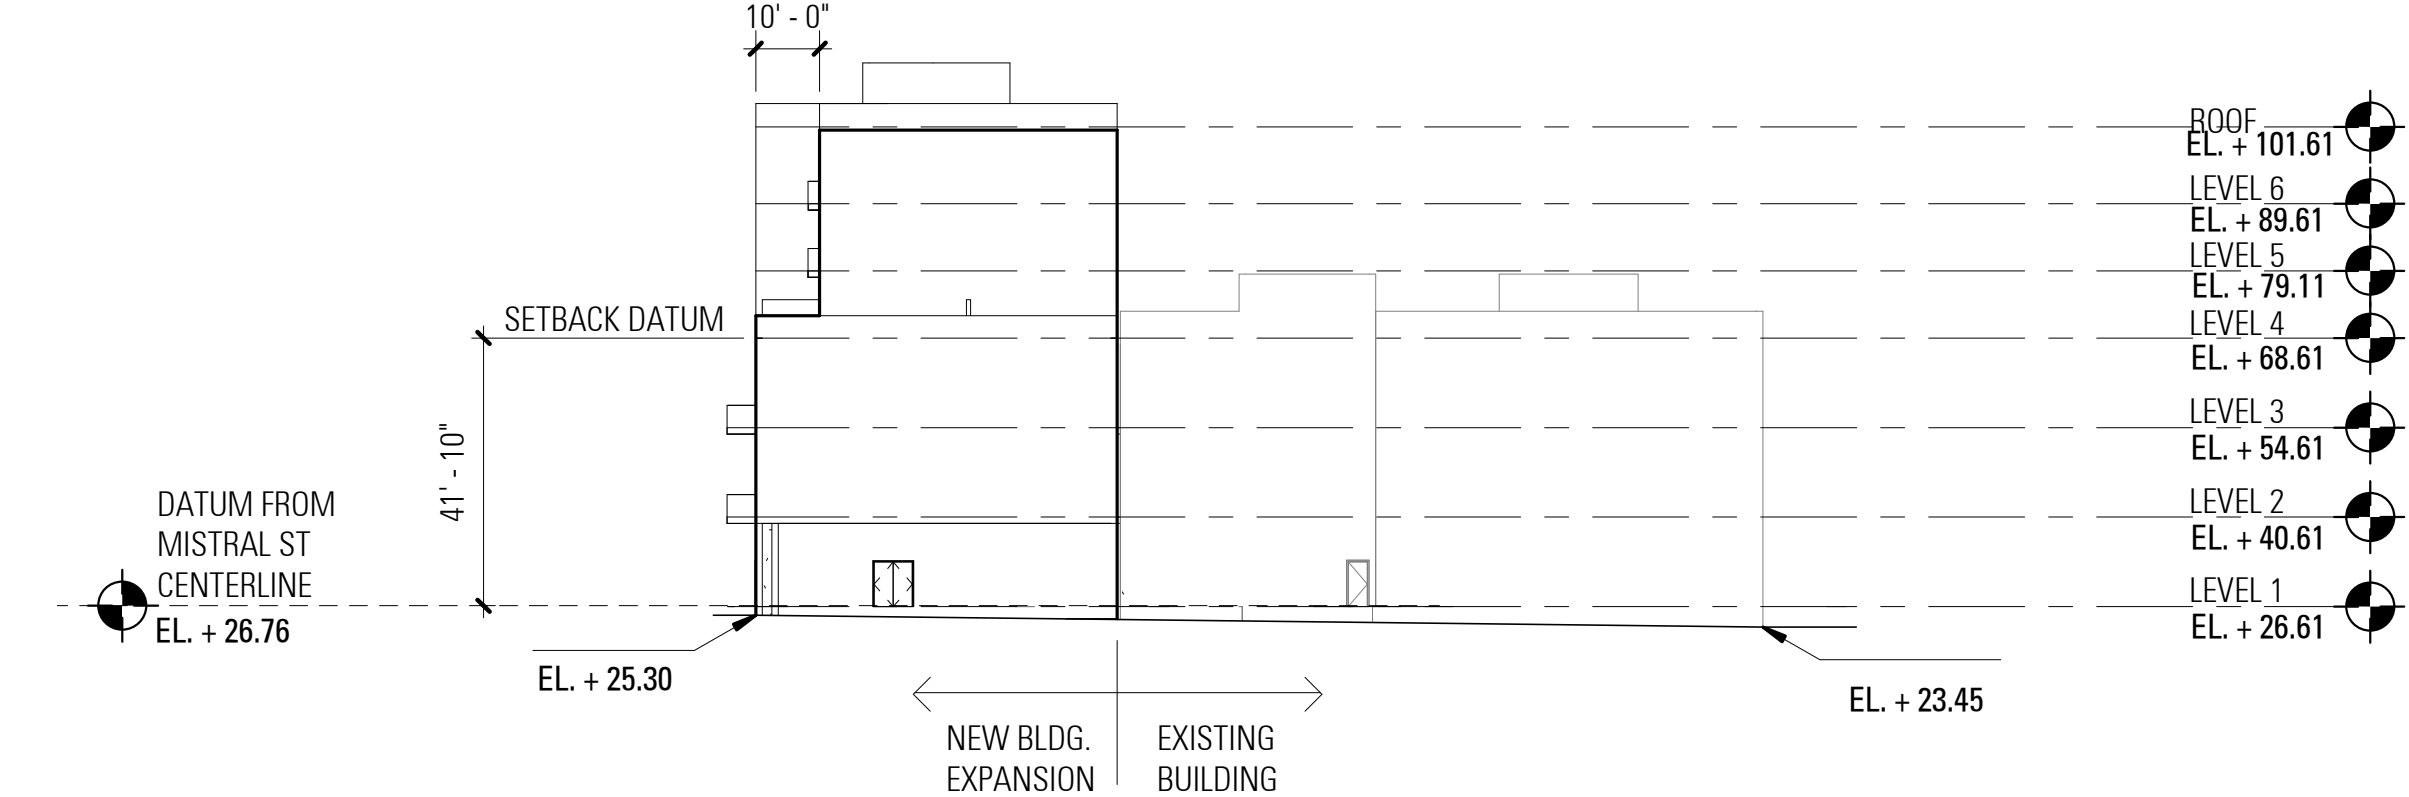 10' - 0"
ROOF
EL. + 101.61
LEVEL 6
EL. + 89.61
LEVEL 5
EL. + 79.11
SETBACK DATUM
LEVEL 4
EL. + 68.61
LEVEL 3
EL. + 54.61
41' - 10"
LEVEL 2
EL. + 40.61
DATUM FROM
MISTRAL ST
CENTERLINE
EL. + 26.76
LEVEL 1
EL. + 26.61
EL. + 25.30
EL. + 23.45
NEW BLDG.
EXPANSION
EXISTING
BUILDING